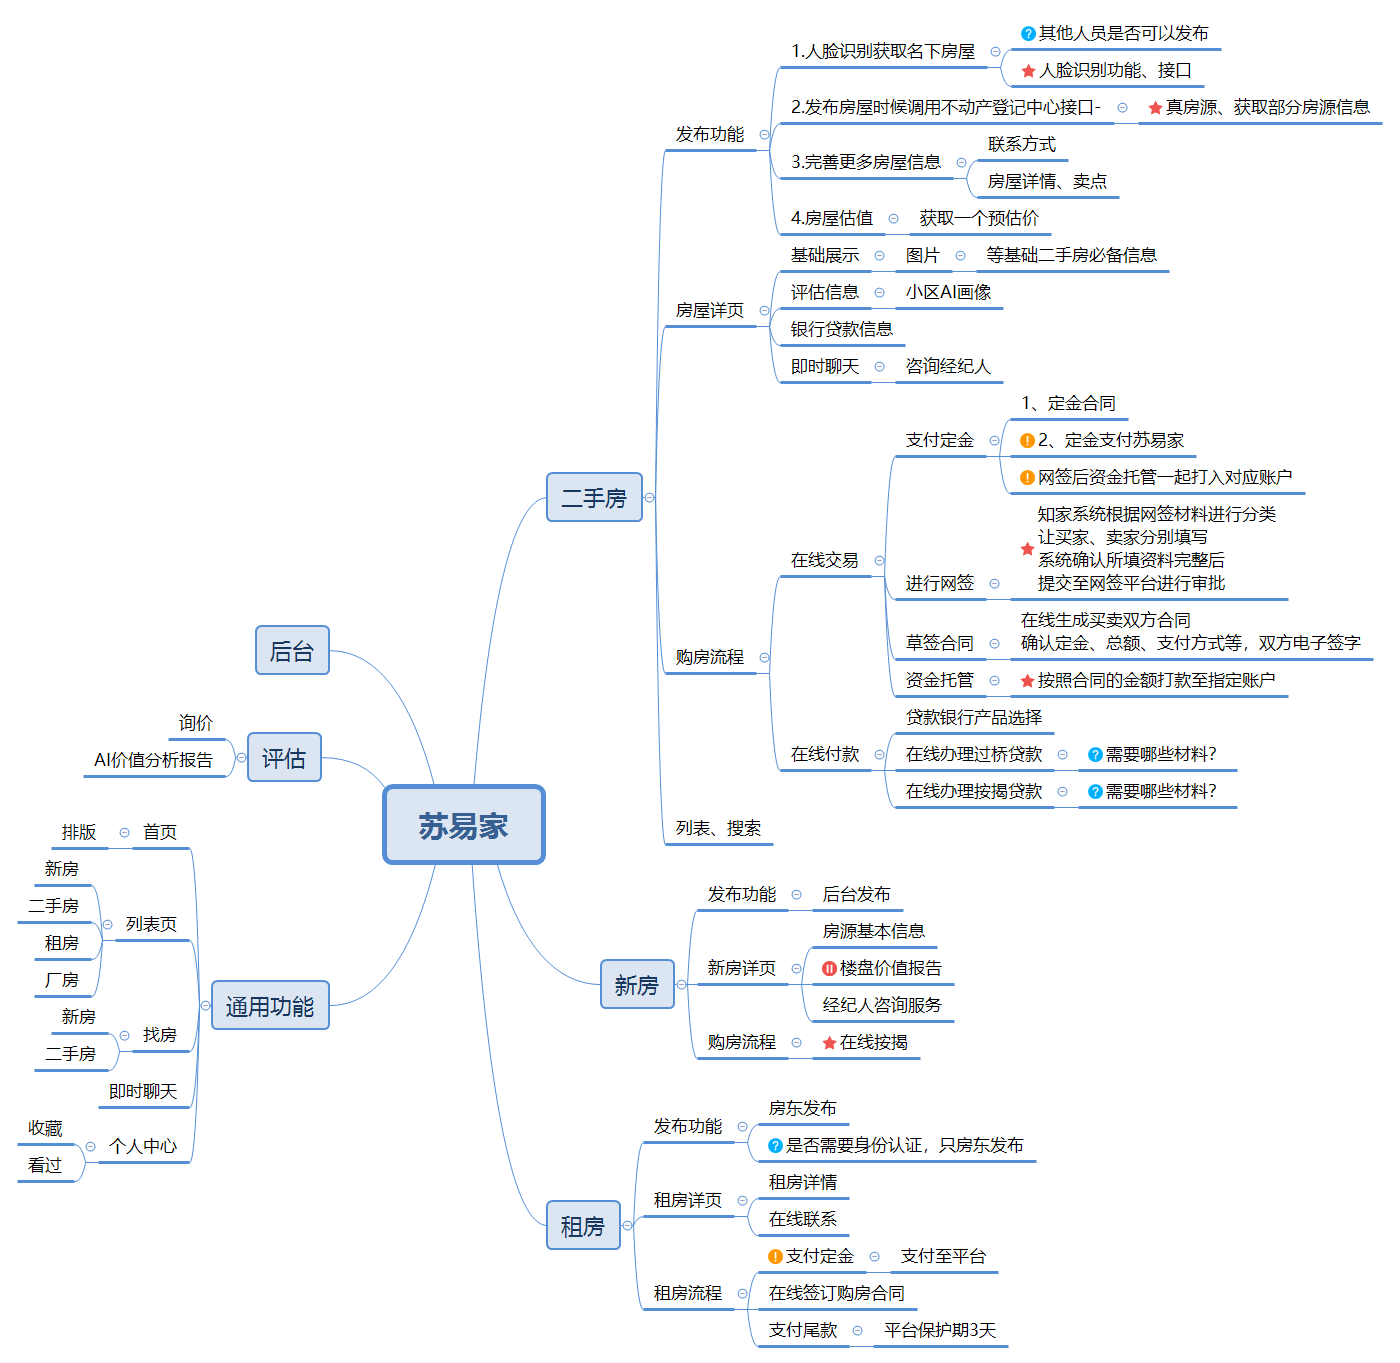 苏易家
二手房
发布功能
1.人脸识别获取名下房屋
其他人员是否可以发布
人脸识别功能、接口
2.发布房屋时候调用不动产登记中心接口-
真房源、获取部分房源信息
3.完善更多房屋信息
联系方式
房屋详情、卖点
4.房屋估值
获取一个预估价
房屋详页
基础展示
图片
等基础二手房必备信息
评估信息
小区AI画像
银行贷款信息
即时聊天
咨询经纪人
购房流程
在线交易
支付定金
1、定金合同
2、定金支付苏易家
网签后资金托管一起打入对应账户
进行网签
知家系统根据网签材料进行分类
让买家、卖家分别填写
系统确认所填资料完整后
提交至网签平台进行审批
草签合同
在线生成买卖双方合同
确认定金、总额、支付方式等，双方电子签字
资金托管
按照合同的金额打款至指定账户
在线付款
贷款银行产品选择
在线办理过桥贷款
需要哪些材料?
在线办理按揭贷款
需要哪些材料?
列表、搜索
新房
发布功能
后台发布
新房详页
房源基本信息
楼盘价值报告
经纪人咨询服务
购房流程
在线按揭
租房
发布功能
房东发布
是否需要身份认证，只房东发布
租房详页
租房详情
在线联系
租房流程
支付定金
支付至平台
在线签订购房合同
支付尾款
平台保护期3天
后台
评估
询价
AI价值分析报告
通用功能
首页
排版
列表页
新房
二手房
租房
厂房
找房
新房
二手房
即时聊天
个人中心
收藏
看过